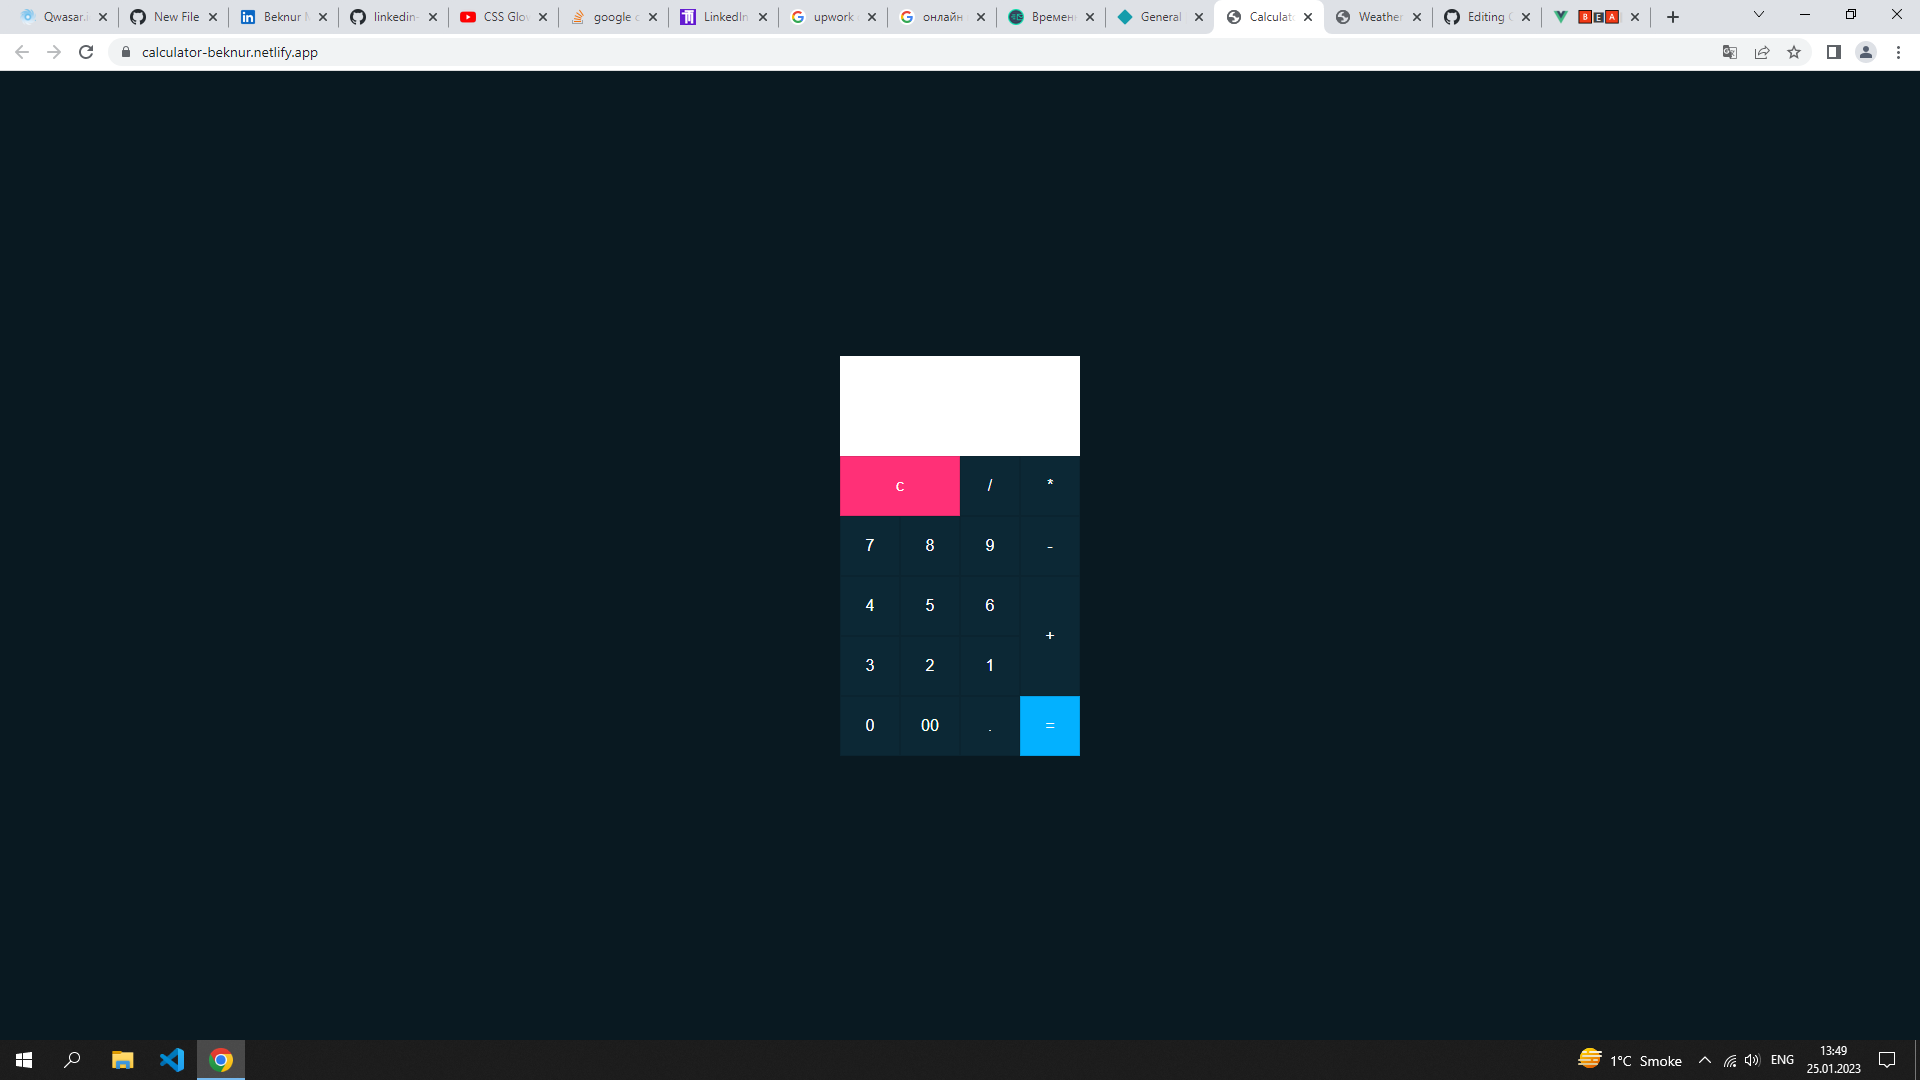 Qwasar.i
New File
Beknur M
linkedin-
CSS Glo
google c
LinkedIn
upwork
онлайн
Времен
General
Calculato
Weather
Editing C
B E A
calculator-beknur.netlify.app
c / *
7 8 9 -
4 5 6
+
3 2 1
0 00 . =
1°C Smoke
ENG
13:49
25.01.2023